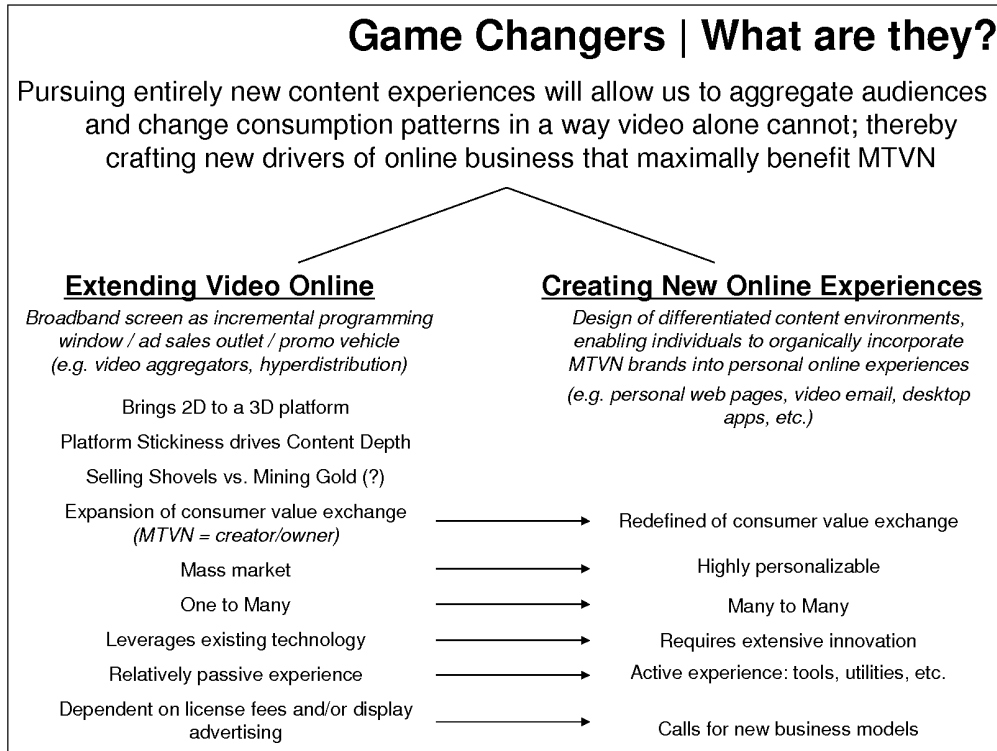 Game Changers | What are they?
Pursuing entirely new content experiences will allow us to aggregate audiences
and change consumption patterns in a way video alone cannot; thereby
crafting new drivers of online business that maximally benefit MTVN
Extending Video Online
Broadband screen as incremental programming
window / ad sales outlet / promo vehicle
(e.g. video aggregators, hyperdistribution)
Brings 2D to a 3D platform
Platform Stickiness drives Content Depth
Selling Shovels vs. Mining Gold (?)
Expansion of consumer value exchange
(MTVN = creator/owner)
Mass market
One to Many
Leverages existing technology
Relatively passive experience
Dependent on license fees and/or display
advertising
Creating New Online Experiences
Design of differentiated content environments,
enabling individuals to organically incorporate
MTVN brands into personal online experiences
(e.g. personal web pages, video email, desktop
apps, etc.)
Redefined of consumer value exchange
Highly personalizable
Many to Many
Requires extensive innovation
Active experience: tools, utilities, etc.
Calls for new business models